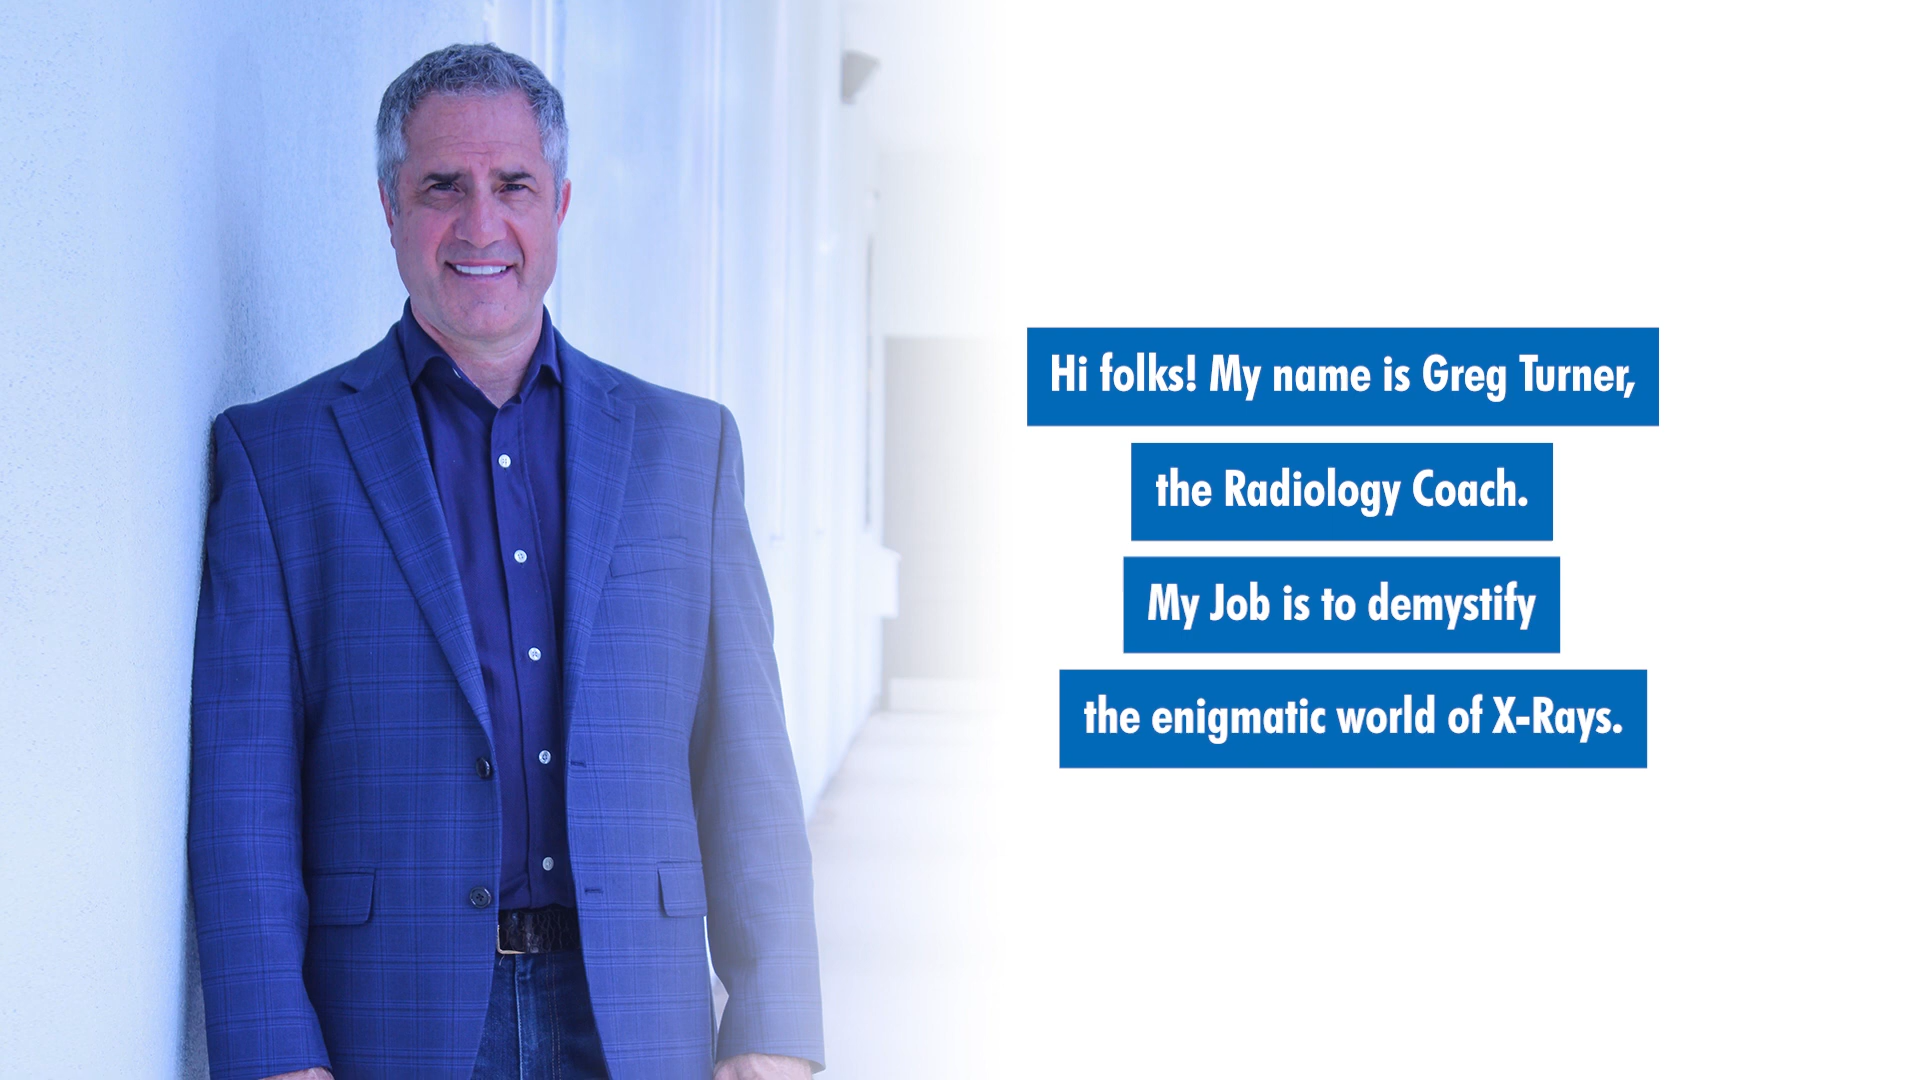 Hi folks! My name is Greg Turner,
the Radiology Coach.
My Job is to demystify
the enigmatic world of X-Rays.